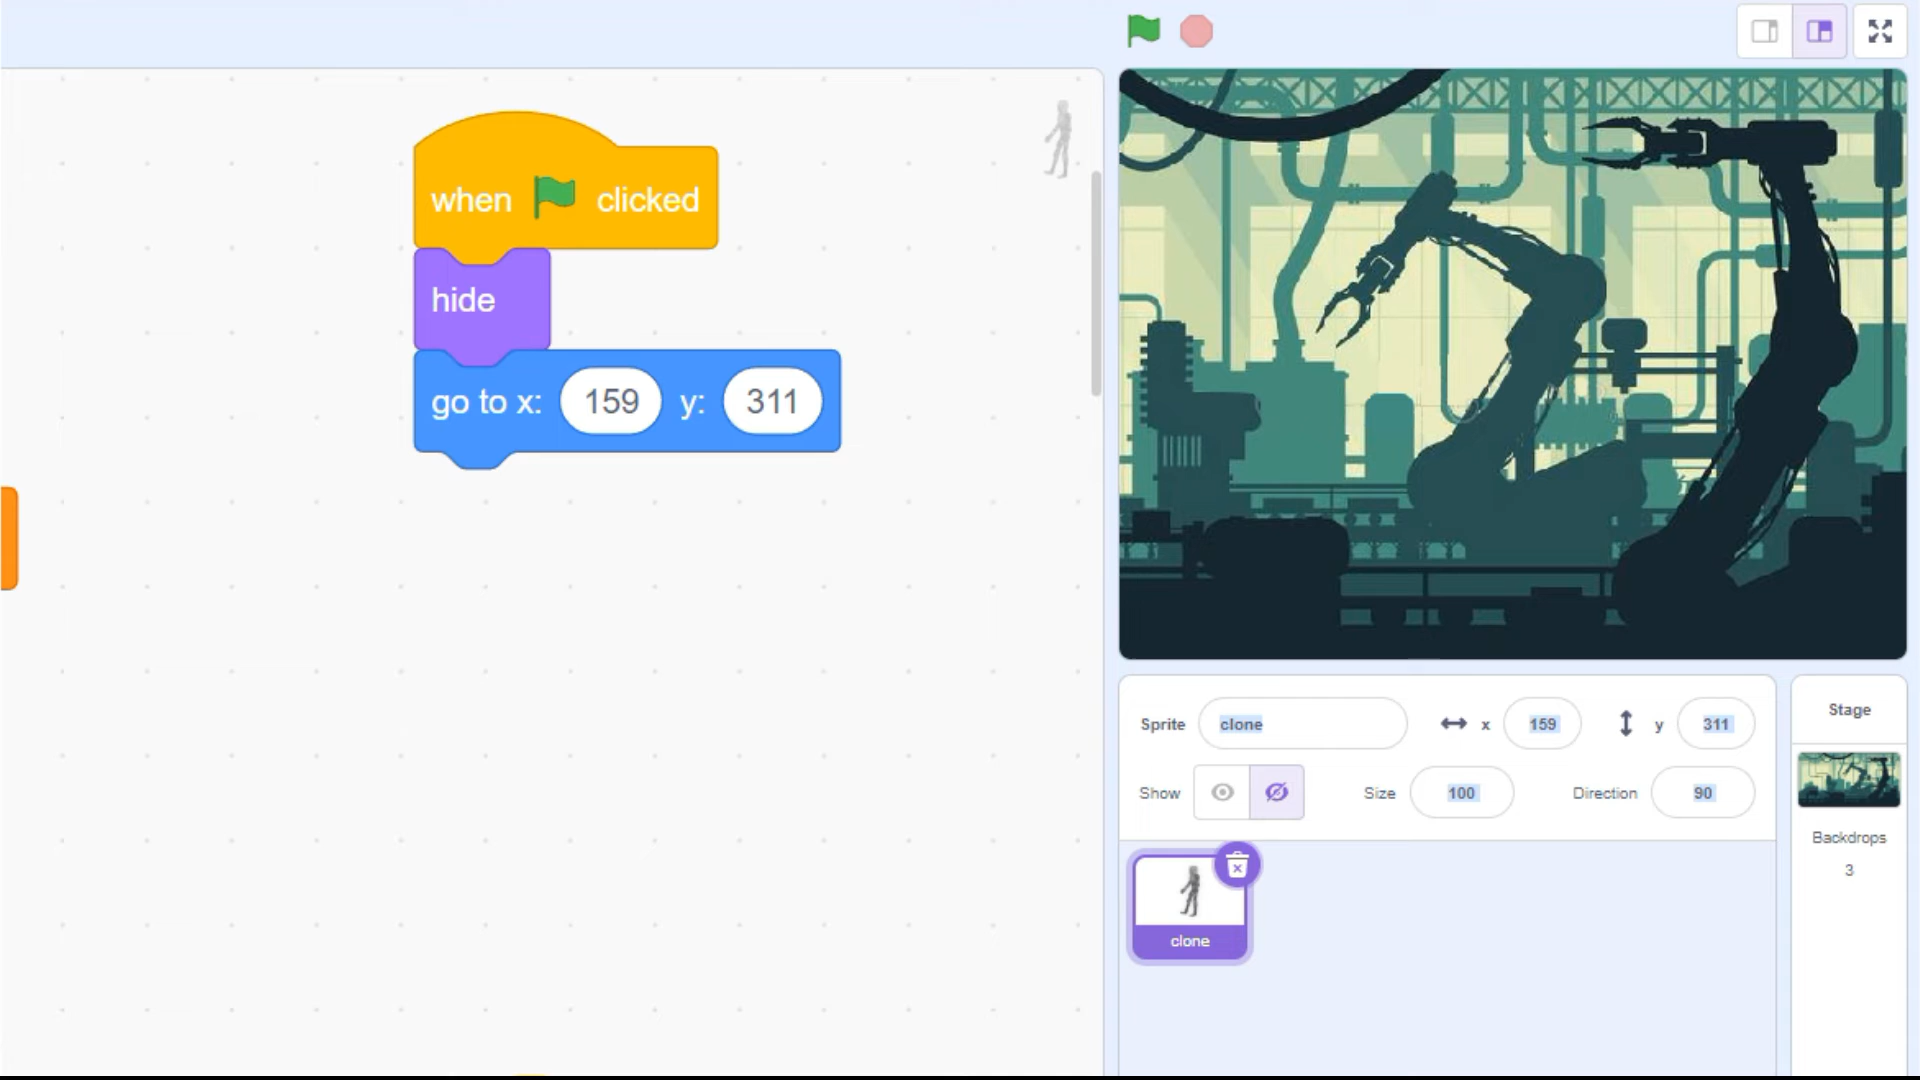 when clicked
hide
go to x: 159 y: 311
Sprite clone x 159 y 311
Show Size 100 Direction 90
clone
Stage
Backdrops
3